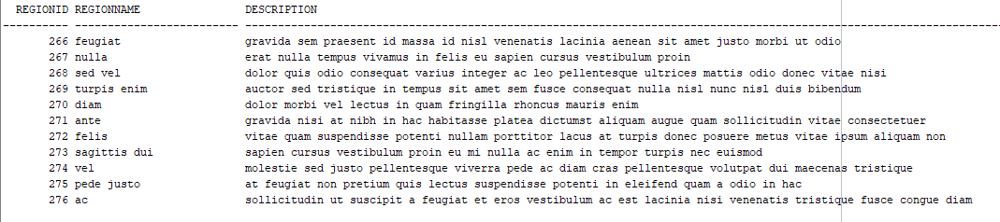 REGIONID REGIONNAME DESCRIPTION
266 feugiat gravida sem praesent id massa id nisl venenatis lacinia aenean sit amet justo morbi ut odio
267 nulla erat nulla tempus vivamus in felis eu sapien cursus vestibulum proin
268 sed vel dolor quis odio consequat varius integer ac leo pellentesque ultrices mattis odio donec vitae nisi
269 turpis enim auctor sed tristique in tempus sit amet sem fusce consequat nulla nisl nunc nisl duis bibendum
270 diam dolor morbi vel lectus in quam fringilla rhoncus mauris enim
271 ante gravida nisi at nibh in hac habitasse platea dictumst aliquam augue quam sollicitudin vitae consectetuer
272 felis vitae quam suspendisse potenti nullam porttitor lacus at turpis donec posuere metus vitae ipsum aliquam non
273 sagittis dui sapien cursus vestibulum proin eu mi nulla ac enim in tempor turpis nec euismod
274 vel molestie sed justo pellentesque viverra pede ac diam cras pellentesque volutpat dui maecenas tristique
275 pede justo at feugiat non pretium quis lectus suspendisse potenti in eleifend quam a odio in hac
276 ac sollicitudin ut suscipit a feugiat et eros vestibulum ac est lacinia nisi venenatis tristique fusce congue diam